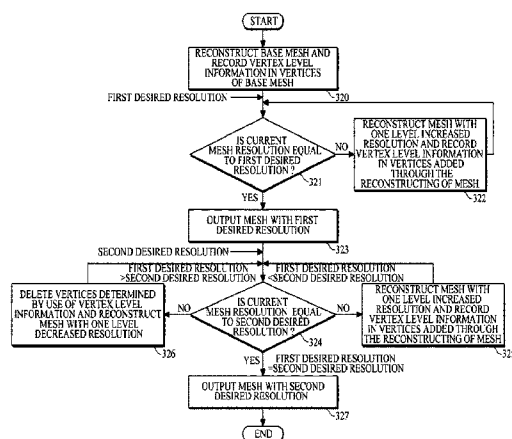 START
RECONSTRUCT BASE MESH AND
RECORD VERTEX LEVEL
INFORMATION IN VERTICES
OF BASE MESH
320
FIRST DESIRED RESOLUTION
IS CURRENT
MESH RESOLUTION EQUAL
TO FIRST DESIRED
RESOLUTION ?
321
NO
RECONSTRUCT MESH WITH
ONE LEVEL INCREASED
RESOLUTION AND RECORD
VERTEX LEVEL INFORMATION
IN VERTICES ADDED
THROUGH THE
RECONSTRUCTING OF MESH
322
YES
OUTPUT MESH WITH FIRST
DESIRED RESOLUTION
323
SECOND DESIRED RESOLUTION
FIRST DESIRED RESOLUTION
>SECOND DESIRED RESOLUTION
FIRST DESIRED RESOLUTION
<SECOND DESIRED RESOLUTION
DELETE VERTICES DETERMINED
BY USE OF VERTEX LEVEL
INFORMATION AND RECONSTRUCT
MESH WITH ONE LEVEL
DECREASED RESOLUTION
326
NO
IS CURRENT
MESH RESOLUTION EQUAL
TO SECOND DESIRED
RESOLUTION ?
324
NO
RECONSTRUCT MESH WITH
ONE LEVEL INCREASED
RESOLUTION AND RECORD
VERTEX LEVEL INFORMATION
IN VERTICES ADDED THROUGH
THE RECONSTRUCTING OF MESH
YES
FIRST DESIRED RESOLUTION
=SECOND DESIRED RESOLUTION
OUTPUT MESH WITH SECOND
DESIRED RESOLUTION
327
END